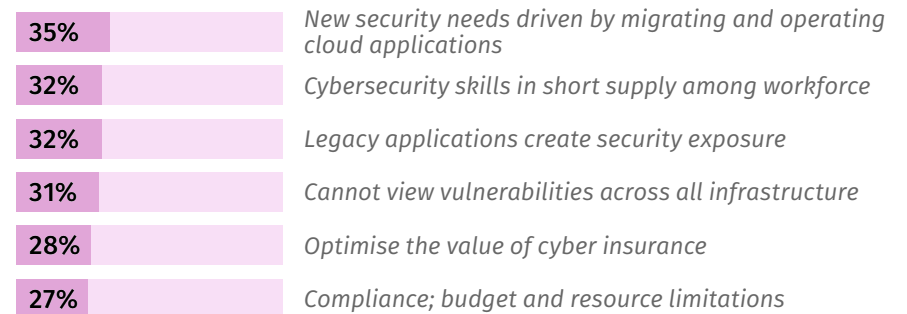 35%
New security needs driven by migrating and operating
cloud applications
32%
Cybersecurity skills in short supply among workforce
32%
Legacy applications create security exposure
31%
Cannot view vulnerabilities across all infrastructure
28%
Optimise the value of cyber insurance
27%
Compliance; budget and resource limitations